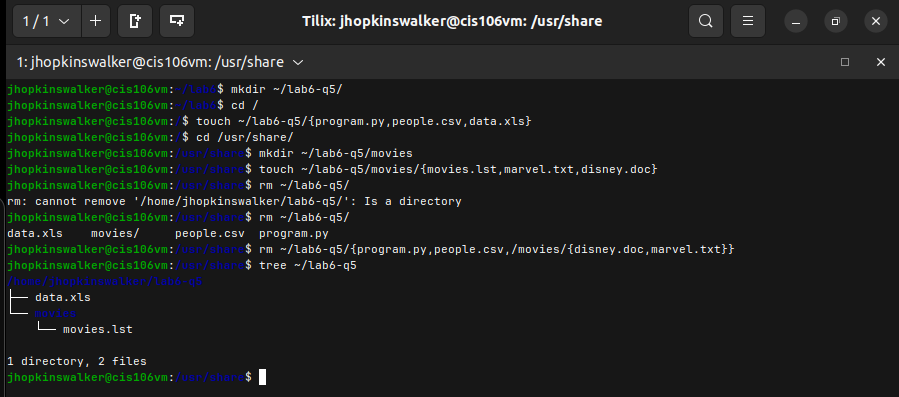 1 / 1
Tilix: jhopkinswalker@cis106vm: /usr/share
1: jhopkinswalker@cis106vm: /usr/share
jhopkinswalker@cis106vm:~/lab6$ mkdir ~/lab6-q5/
jhopkinswalker@cis106vm:~/lab6$ cd /
jhopkinswalker@cis106vm:/$ touch ~/lab6-q5/{program.py,people.csv,data.xls}
jhopkinswalker@cis106vm:/$ cd /usr/share/
jhopkinswalker@cis106vm:/usr/share$ mkdir ~/lab6-q5/movies
jhopkinswalker@cis106vm:/usr/share$ touch ~/lab6-q5/movies/{movies.lst,marvel.txt,disney.doc}
jhopkinswalker@cis106vm:/usr/share$ rm ~/lab6-q5/
rm: cannot remove '/home/jhopkinswalker/lab6-q5/': Is a directory
jhopkinswalker@cis106vm:/usr/share$ rm ~/lab6-q5/
data.xls    movies/     people.csv  program.py
jhopkinswalker@cis106vm:/usr/share$ rm ~/lab6-q5/{program.py,people.csv,/movies/{disney.doc,marvel.txt}}
jhopkinswalker@cis106vm:/usr/share$ tree ~/lab6-q5
/home/jhopkinswalker/lab6-q5
├── data.xls
└── movies
    └── movies.lst
1 directory, 2 files
jhopkinswalker@cis106vm:/usr/share$